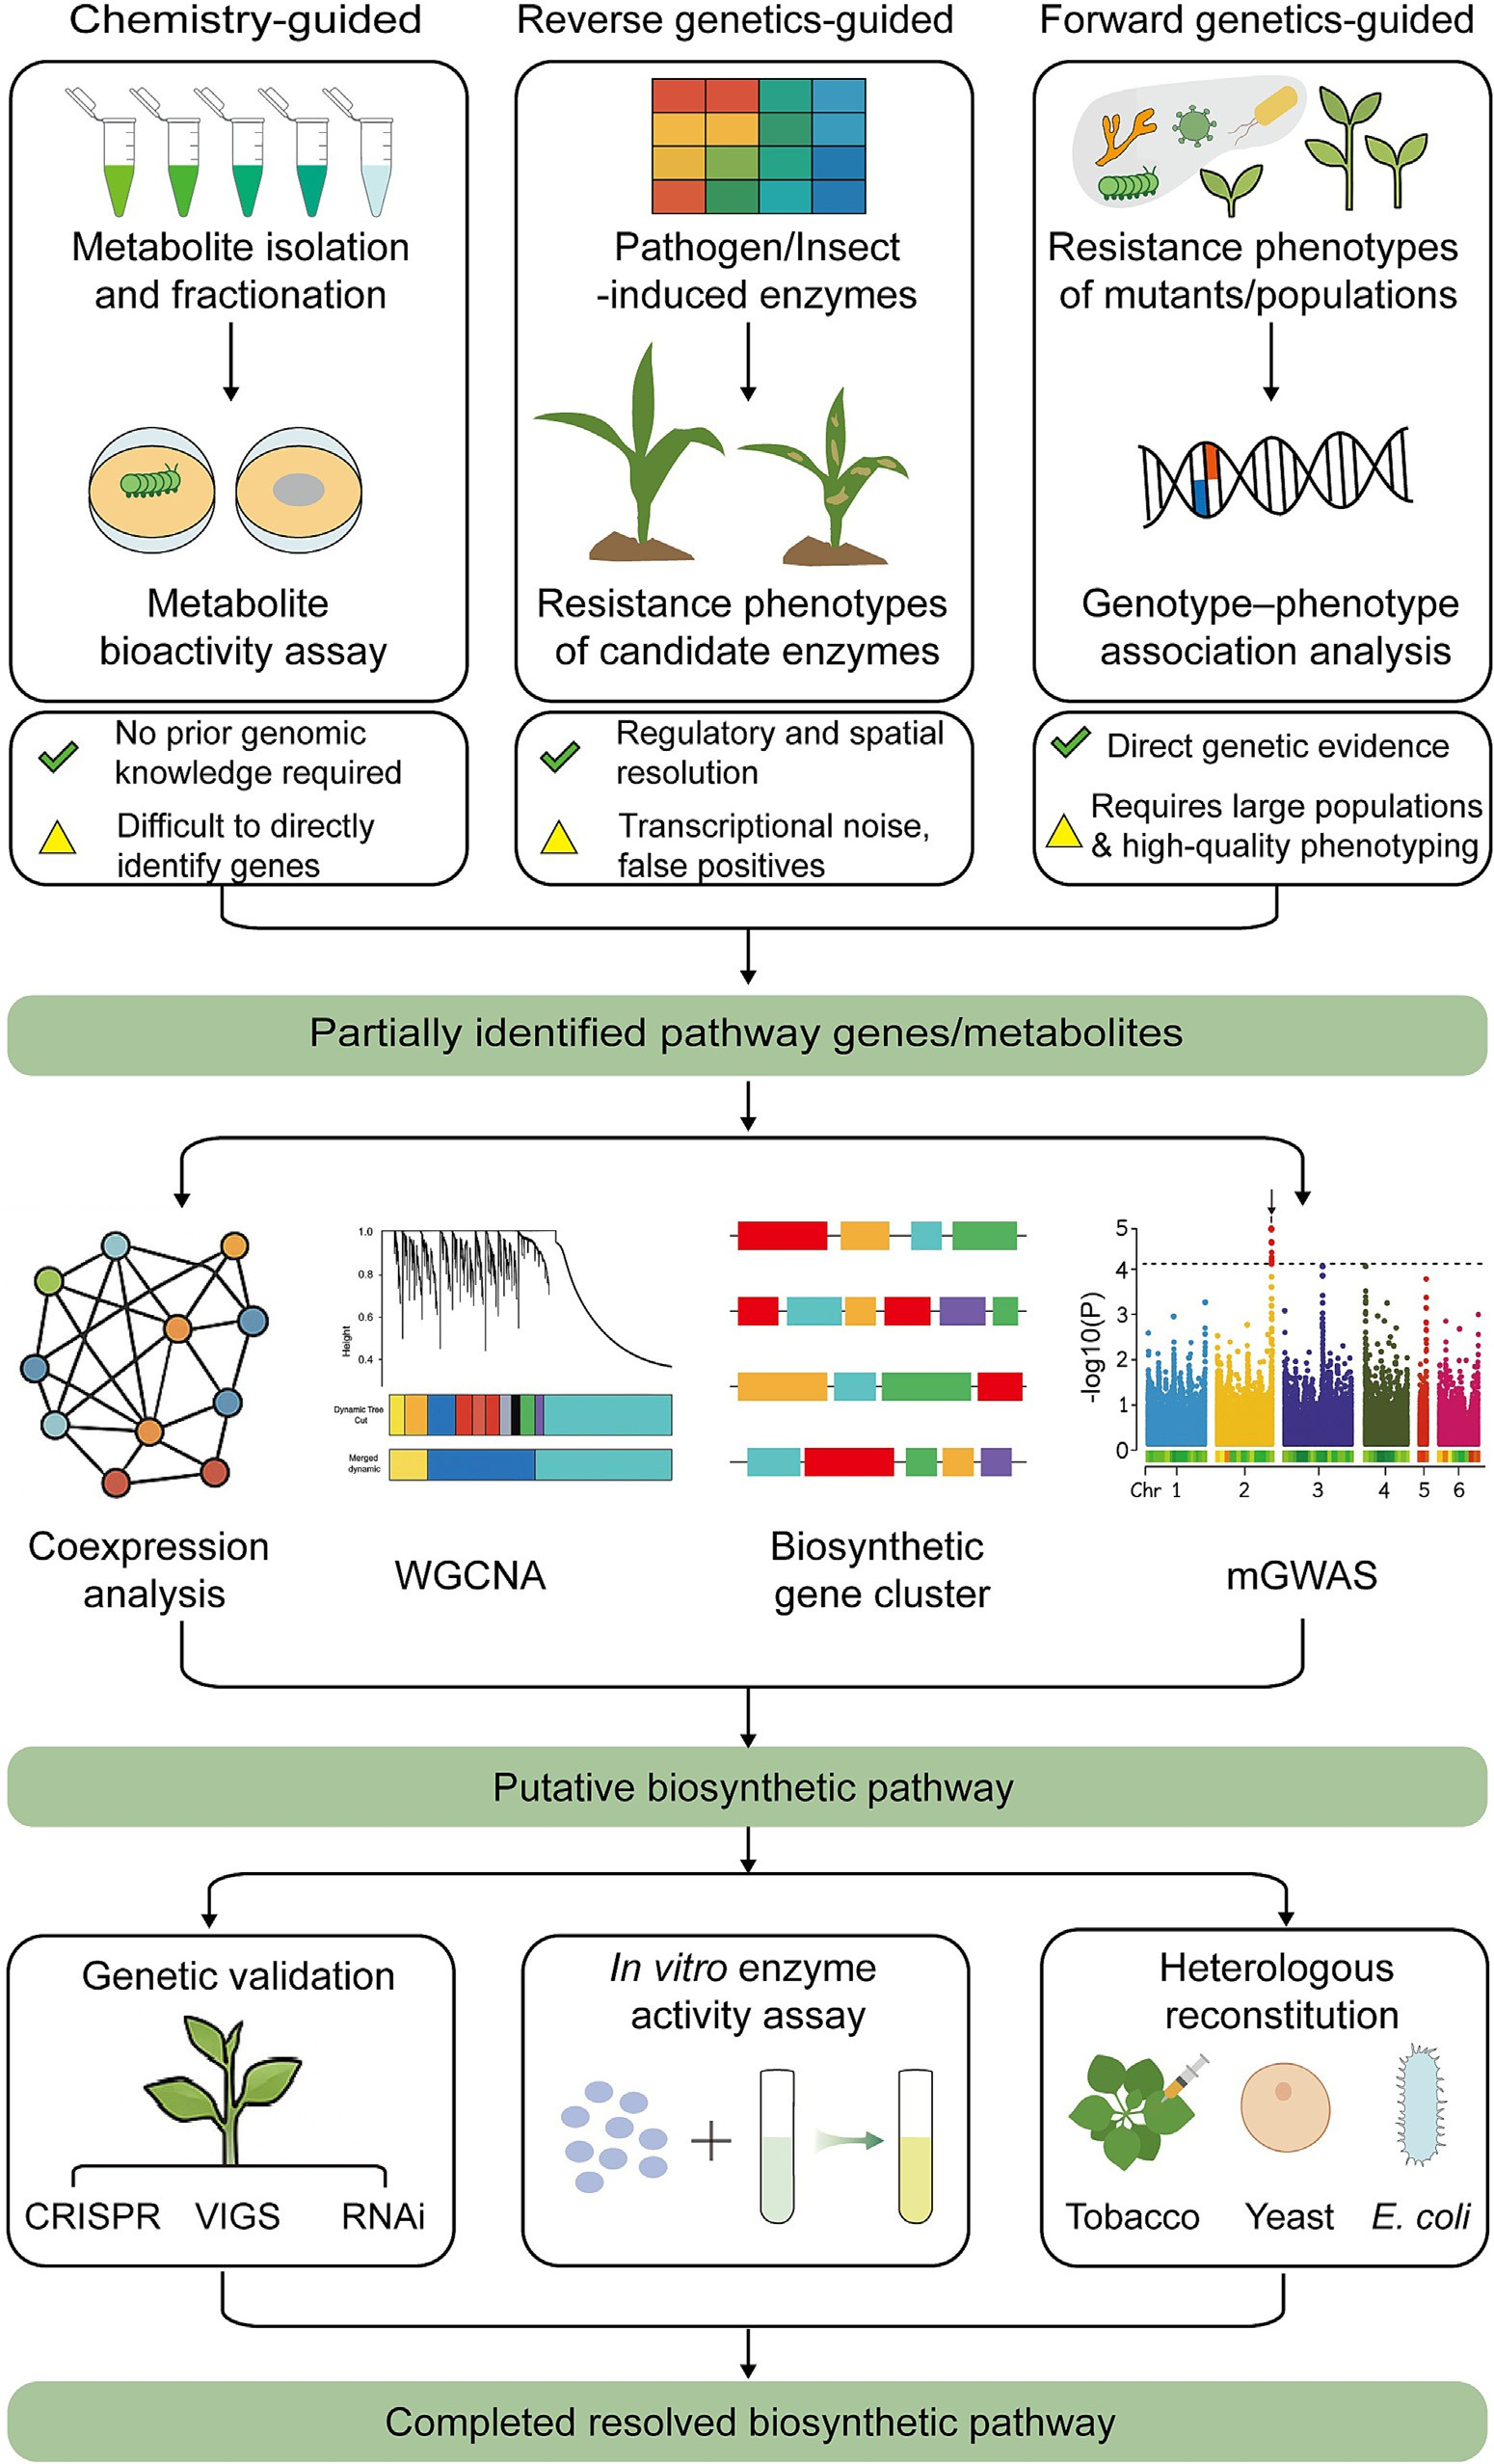 Chemistry-guided
Reverse genetics-guided
Forward genetics-guided
Metabolite isolation
and fractionation
Metabolite
bioactivity assay
Pathogen/Insect
-induced enzymes
Resistance phenotypes
of candidate enzymes
Resistance phenotypes
of mutants/populations
Genotype–phenotype
association analysis
No prior genomic
knowledge required
Difficult to directly
identify genes
Regulatory and spatial
resolution
Transcriptional noise,
false positives
Direct genetic evidence
Requires large populations
& high-quality phenotyping
Partially identified pathway genes/metabolites
Coexpression
analysis
1.0
0.8
0.6
0.4
Height
Dynamic Tree
Cut
Merged
dynamic
WGCNA
Biosynthetic
gene cluster
5
4
3
2
1
0
-log10(P)
Chr 1 2 3 4 5 6
mGWAS
Putative biosynthetic pathway
Genetic validation
CRISPR VIGS RNAi
In vitro enzyme
activity assay
Heterologous
reconstitution
Tobacco Yeast E. coli
Completed resolved biosynthetic pathway